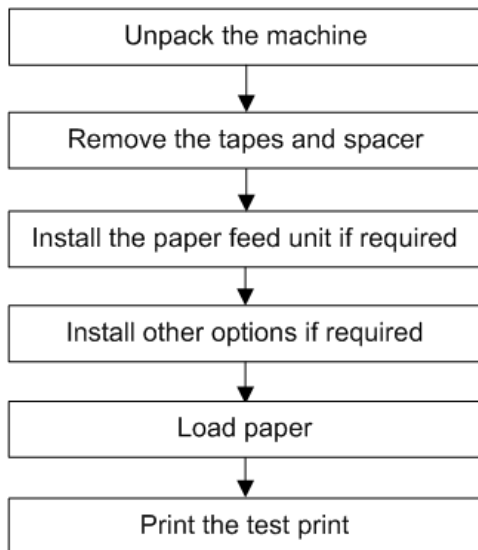 Unpack the machine
Remove the tapes and spacer
Install the paper feed unit if required
Install other options if required
Load paper
Print the test print